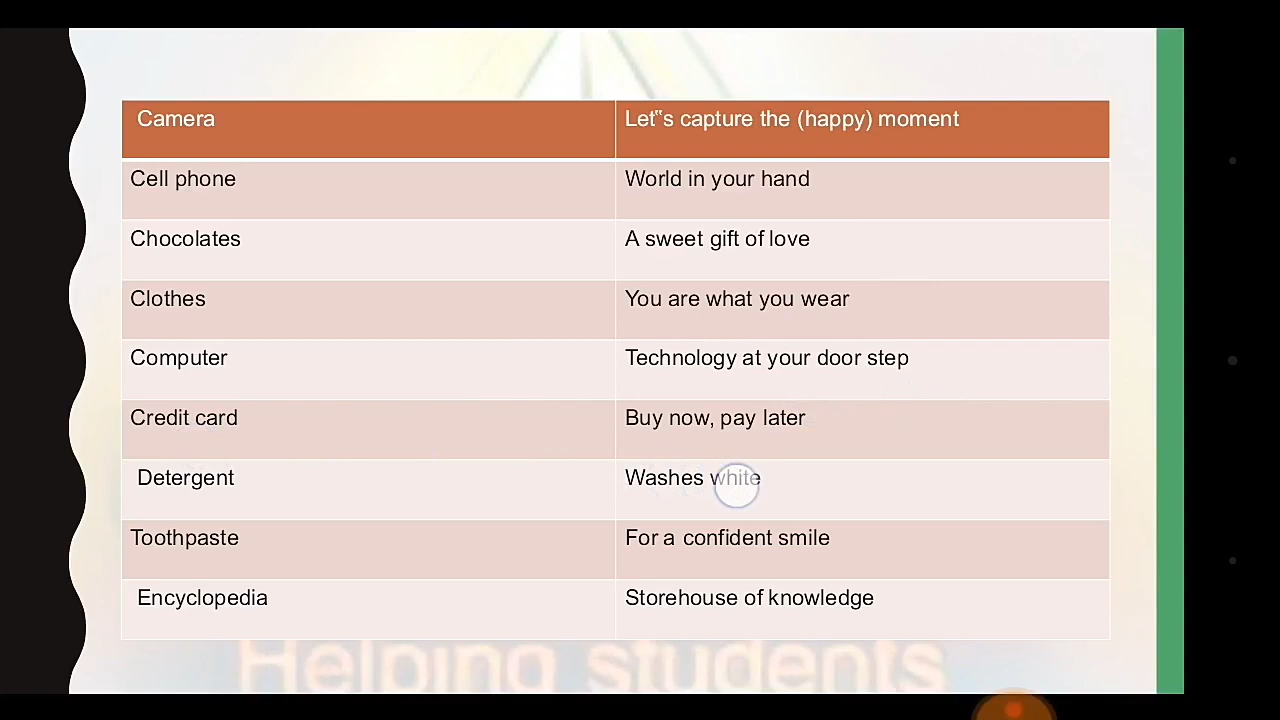 Camera Let‟s capture the (happy) moment
Cell phone World in your hand
Chocolates A sweet gift of love
Clothes You are what you wear
Computer Technology at your door step
Credit card Buy now, pay later
Detergent Washes white
Toothpaste For a confident smile
Encyclopedia Storehouse of knowledge
Helping students